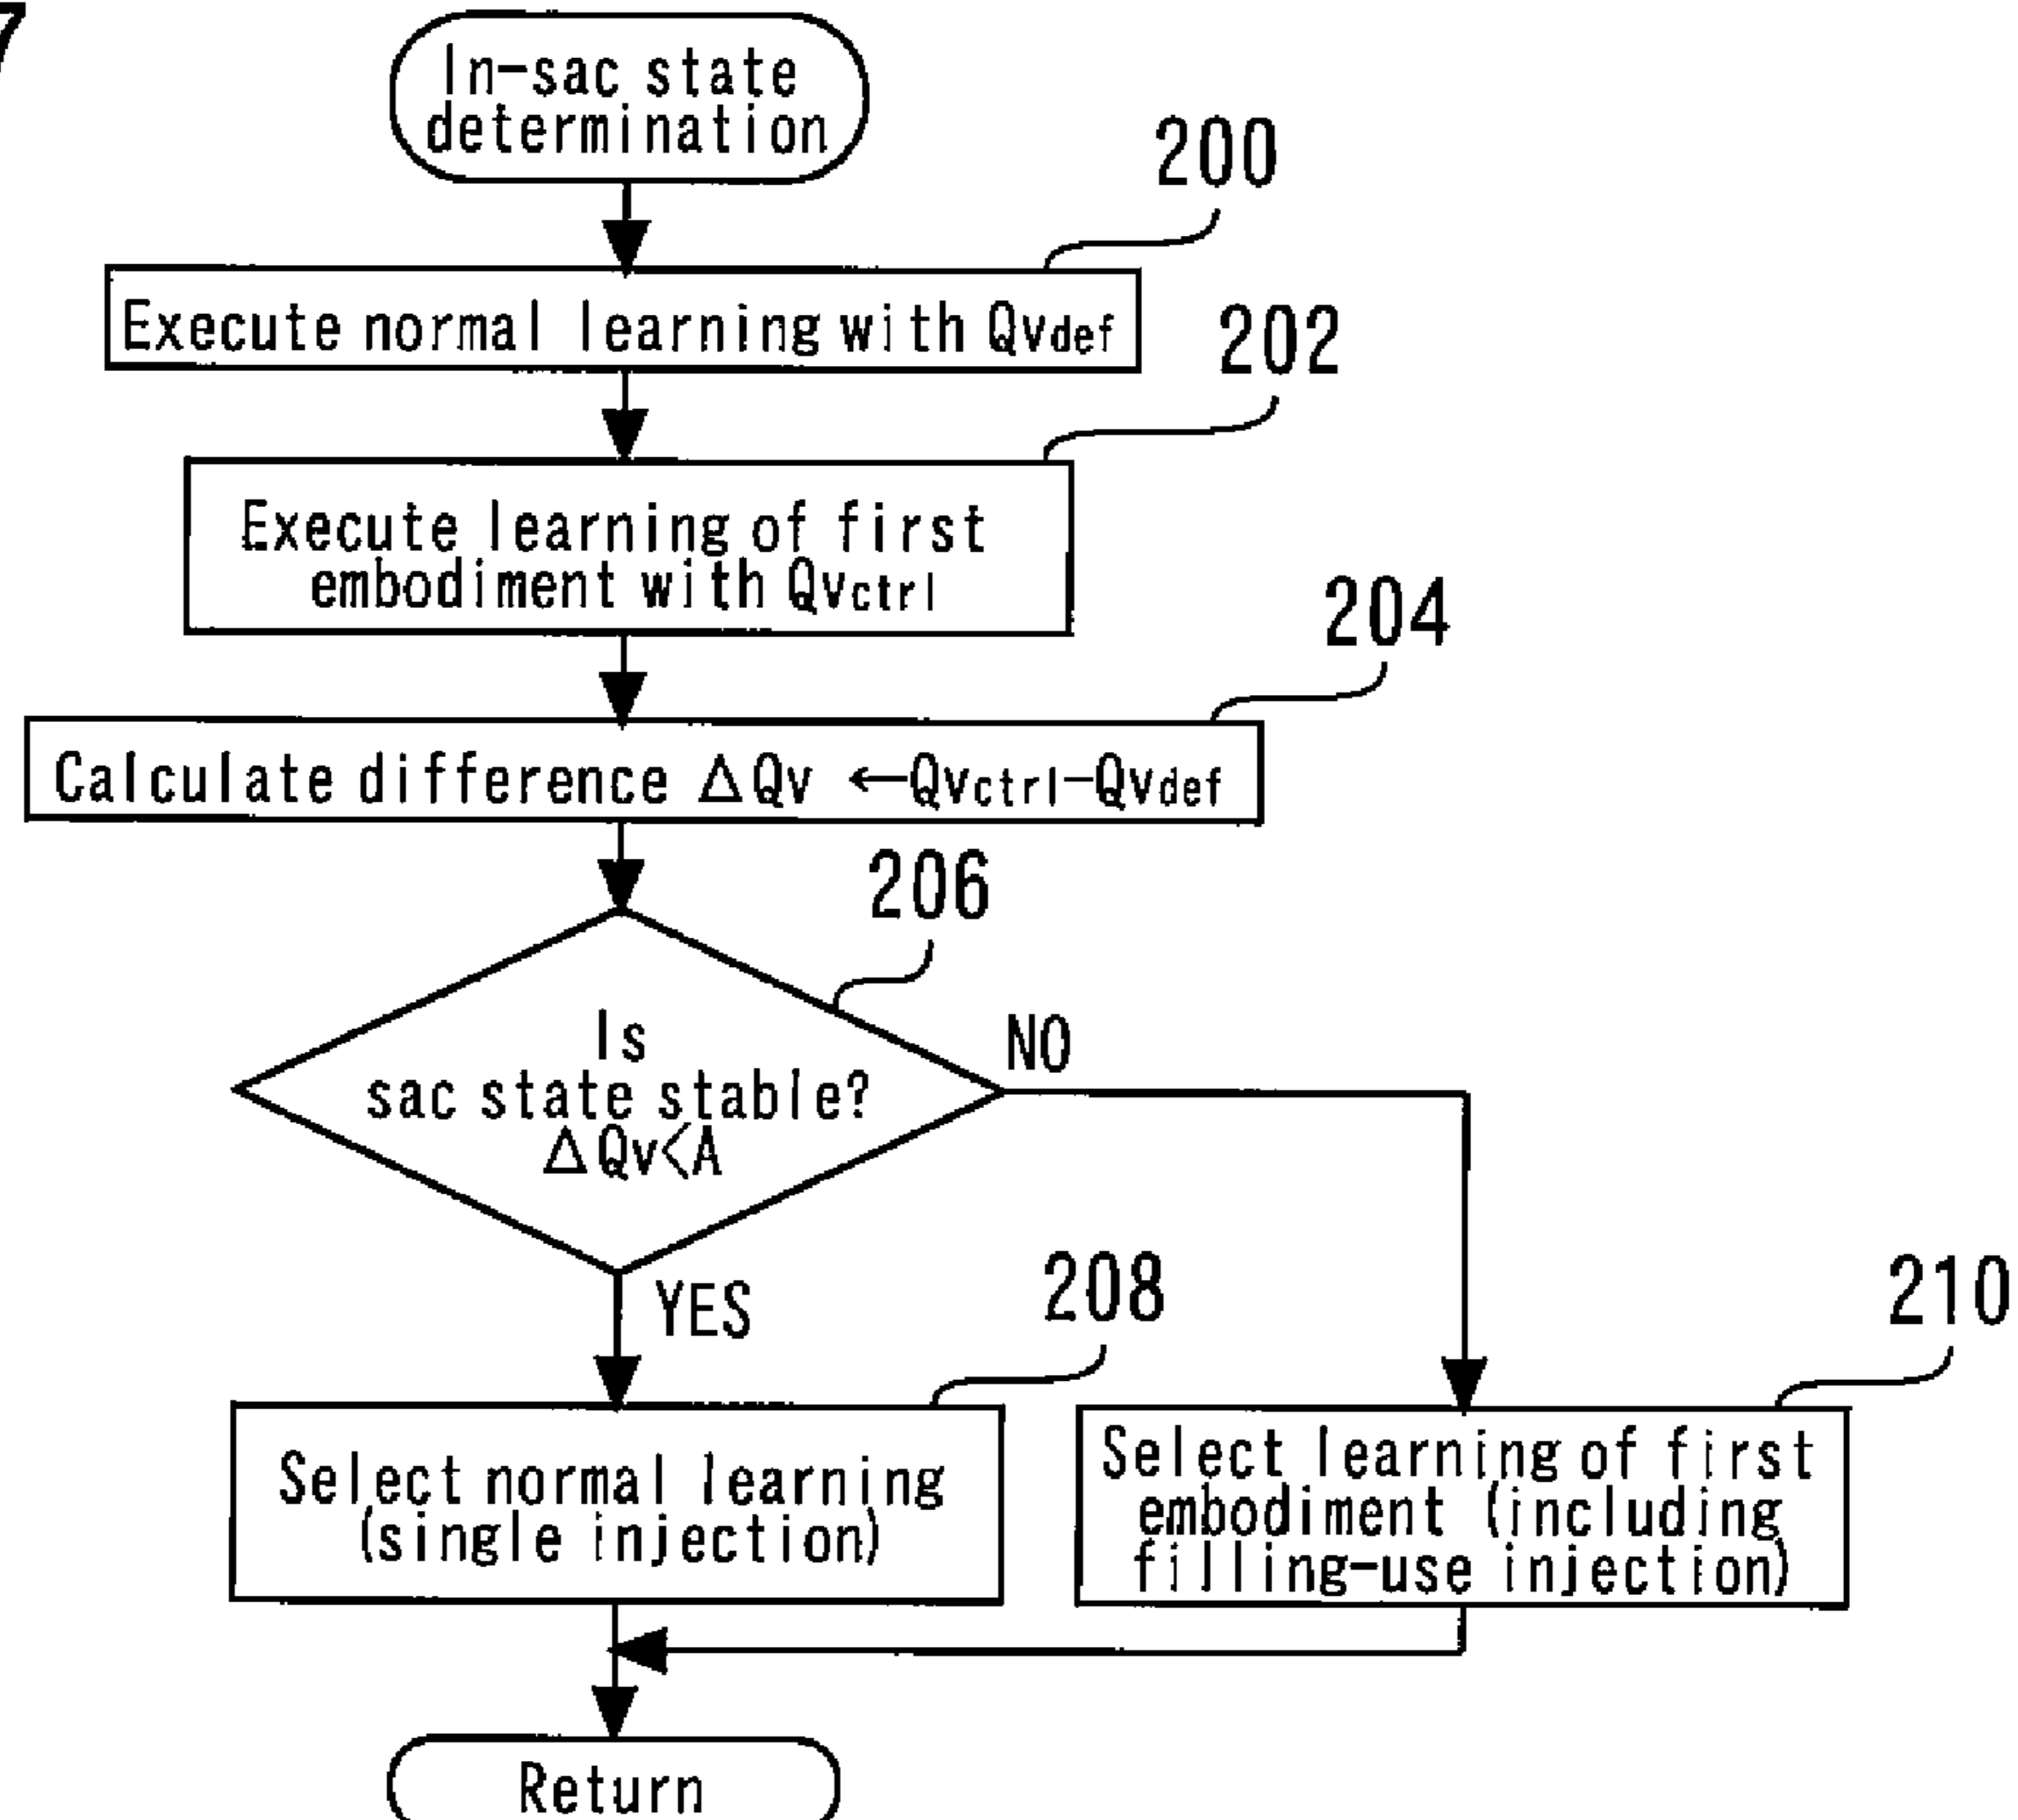 7
In-sac state
determination
200
Execute normal learning with Qvdef
202
Execute learning of first
embodiment with Qvctrl
204
Calculate difference ΔQv ←Qvctrl-Qvdef
206
Is
sac state stable?
ΔQv<A
NO
YES
208
210
Select normal learning
(single injection)
Select learning of first
embodiment (including
filling-use injection)
Return